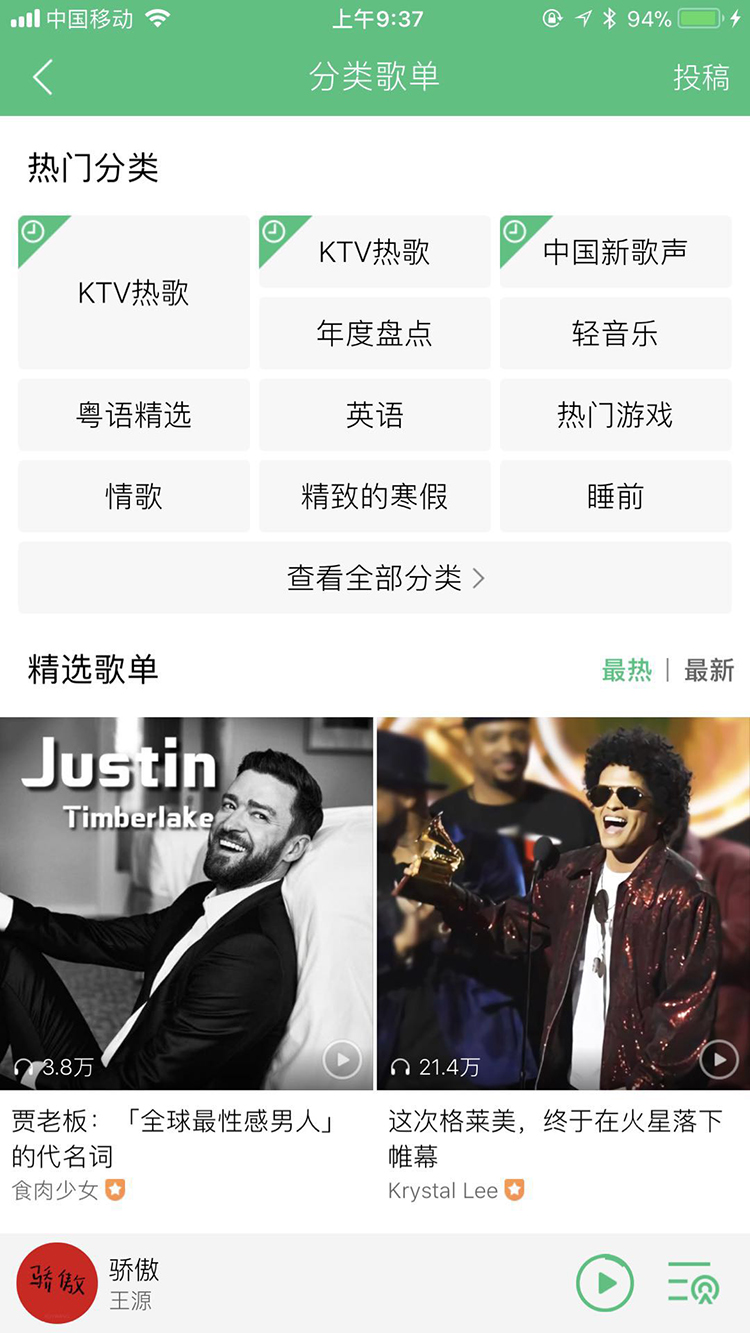 中国移动
上午9:37
94%
分类歌单
投稿
热门分类
KTV热歌
KTV热歌
中国新歌声
年度盘点
轻音乐
粤语精选
英语
热门游戏
情歌
精致的寒假
睡前
查看全部分类
精选歌单
最热 | 最新
Justin
Timberlake
3.8万
21.4万
贾老板：「全球最性感男人」
的代名词
食肉少女
这次格莱美，终于在火星落下
帷幕
Krystal Lee
骄傲
骄傲
王源